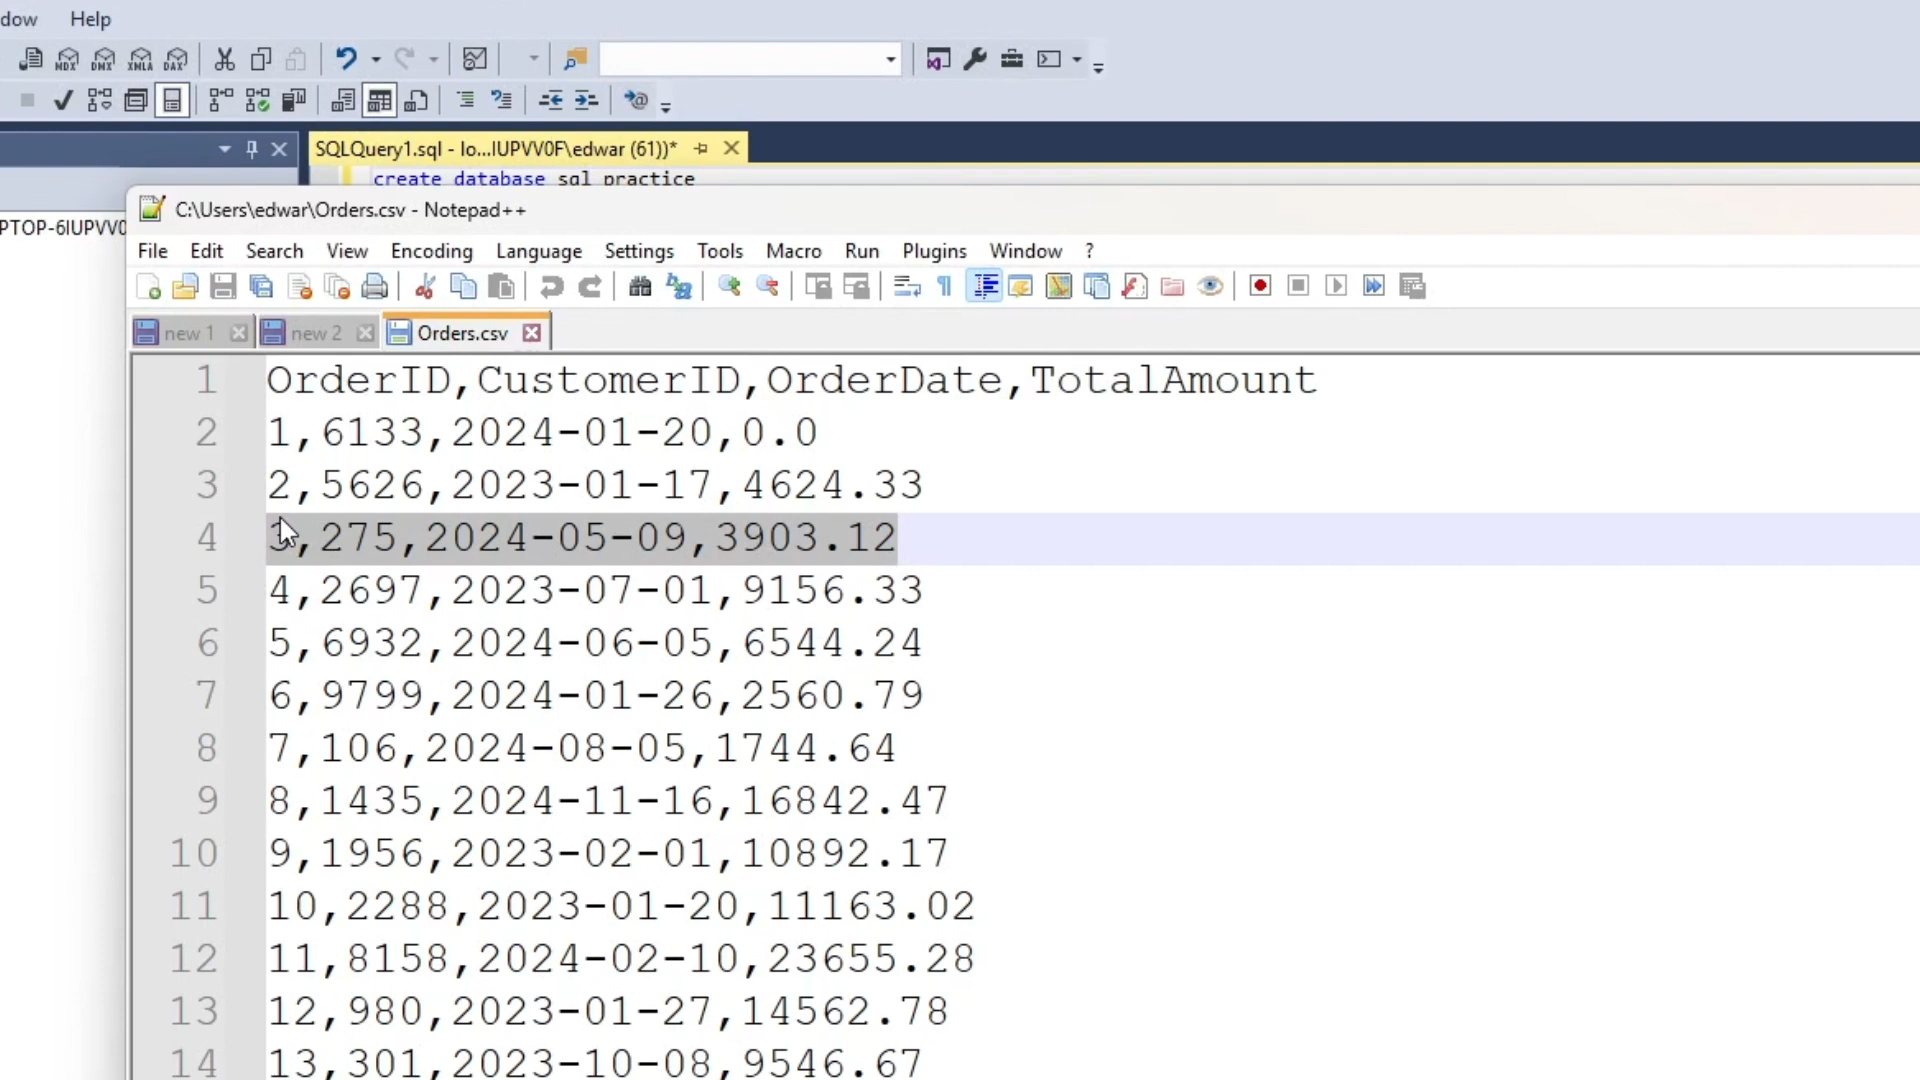 dow Help
MDX DMX XMLA DAX
SQLQuery1.sql - lo...IUPVV0F\edwar (61))*
create database sql practice
PTOP-6IUPVV0
C:\Users\edwar\Orders.csv - Notepad++
File Edit Search View Encoding Language Settings Tools Macro Run Plugins Window ?
new 1 new 2 Orders.csv
1 OrderID,CustomerID,OrderDate,TotalAmount
2 1,6133,2024-01-20,0.0
3 2,5626,2023-01-17,4624.33
4 3,275,2024-05-09,3903.12
5 4,2697,2023-07-01,9156.33
6 5,6932,2024-06-05,6544.24
7 6,9799,2024-01-26,2560.79
8 7,106,2024-08-05,1744.64
9 8,1435,2024-11-16,16842.47
10 9,1956,2023-02-01,10892.17
11 10,2288,2023-01-20,11163.02
12 11,8158,2024-02-10,23655.28
13 12,980,2023-01-27,14562.78
14 13,301,2023-10-08,9546.67